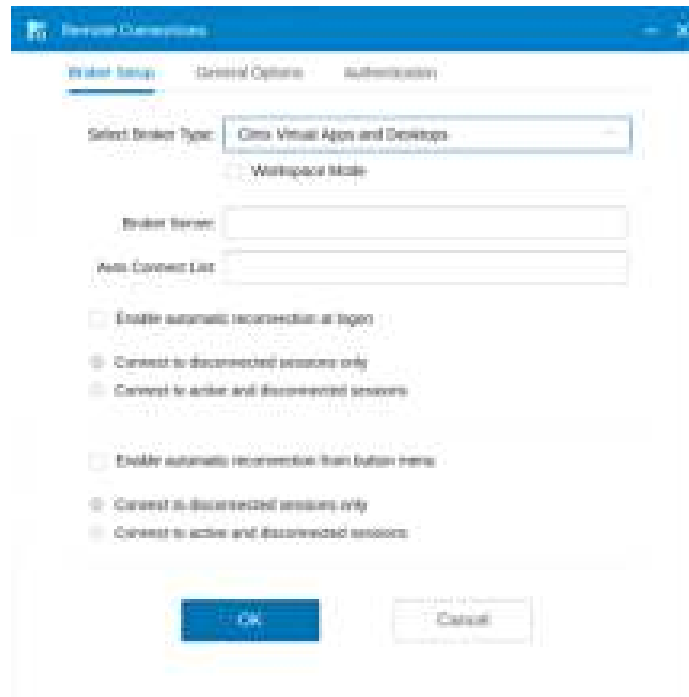 Remote Connections
Broker Setup General Options Authentication
Select Broker Type: Citrix Virtual Apps and Desktops
Workspace Mode
Broker Server:
Auto Connect List
Enable automatic reconnection at logon
Connect to disconnected sessions only
Connect to active and disconnected sessions
Enable automatic reconnection from button menu
Connect to disconnected sessions only
Connect to active and disconnected sessions
OK Cancel